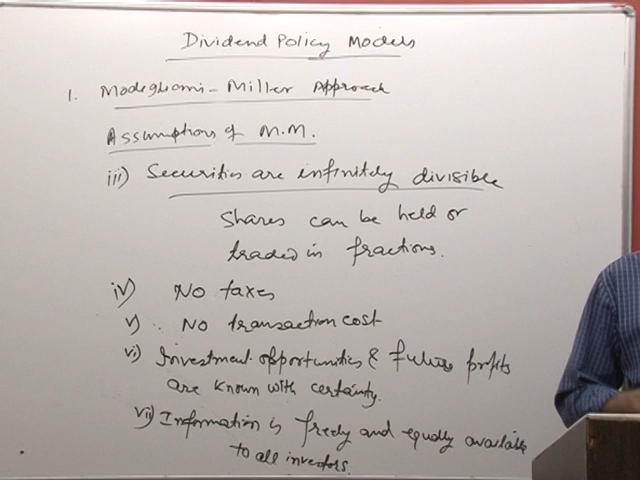 Dividend Policy Models
1. Modegliani - Miller Approach
Assumptions of M.M.
iii) Securities are infinitely divisible
Shares can be held or
traded in fractions.
iv) No taxes
v) No transaction cost
vi) Investment opportunities & future profits
are known with certainty.
vii) Information is freely and equally available
to all investors.